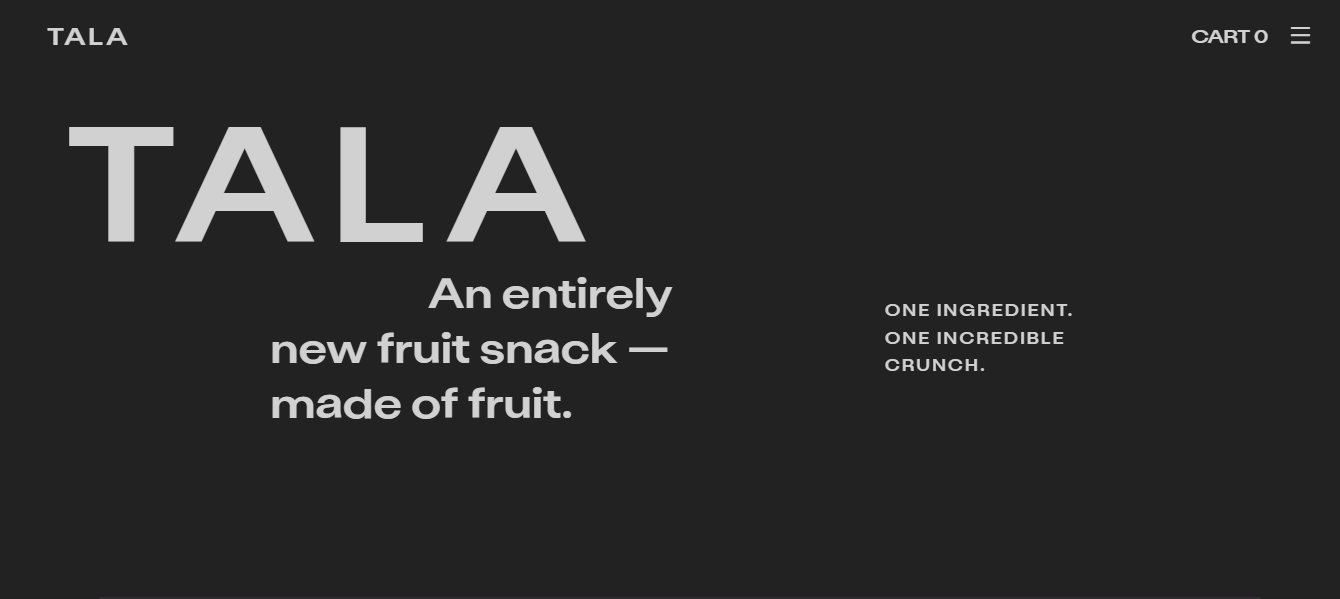 TALA
CART 0
TALA
An entirely
new fruit snack —
made of fruit.
ONE INGREDIENT.
ONE INCREDIBLE
CRUNCH.